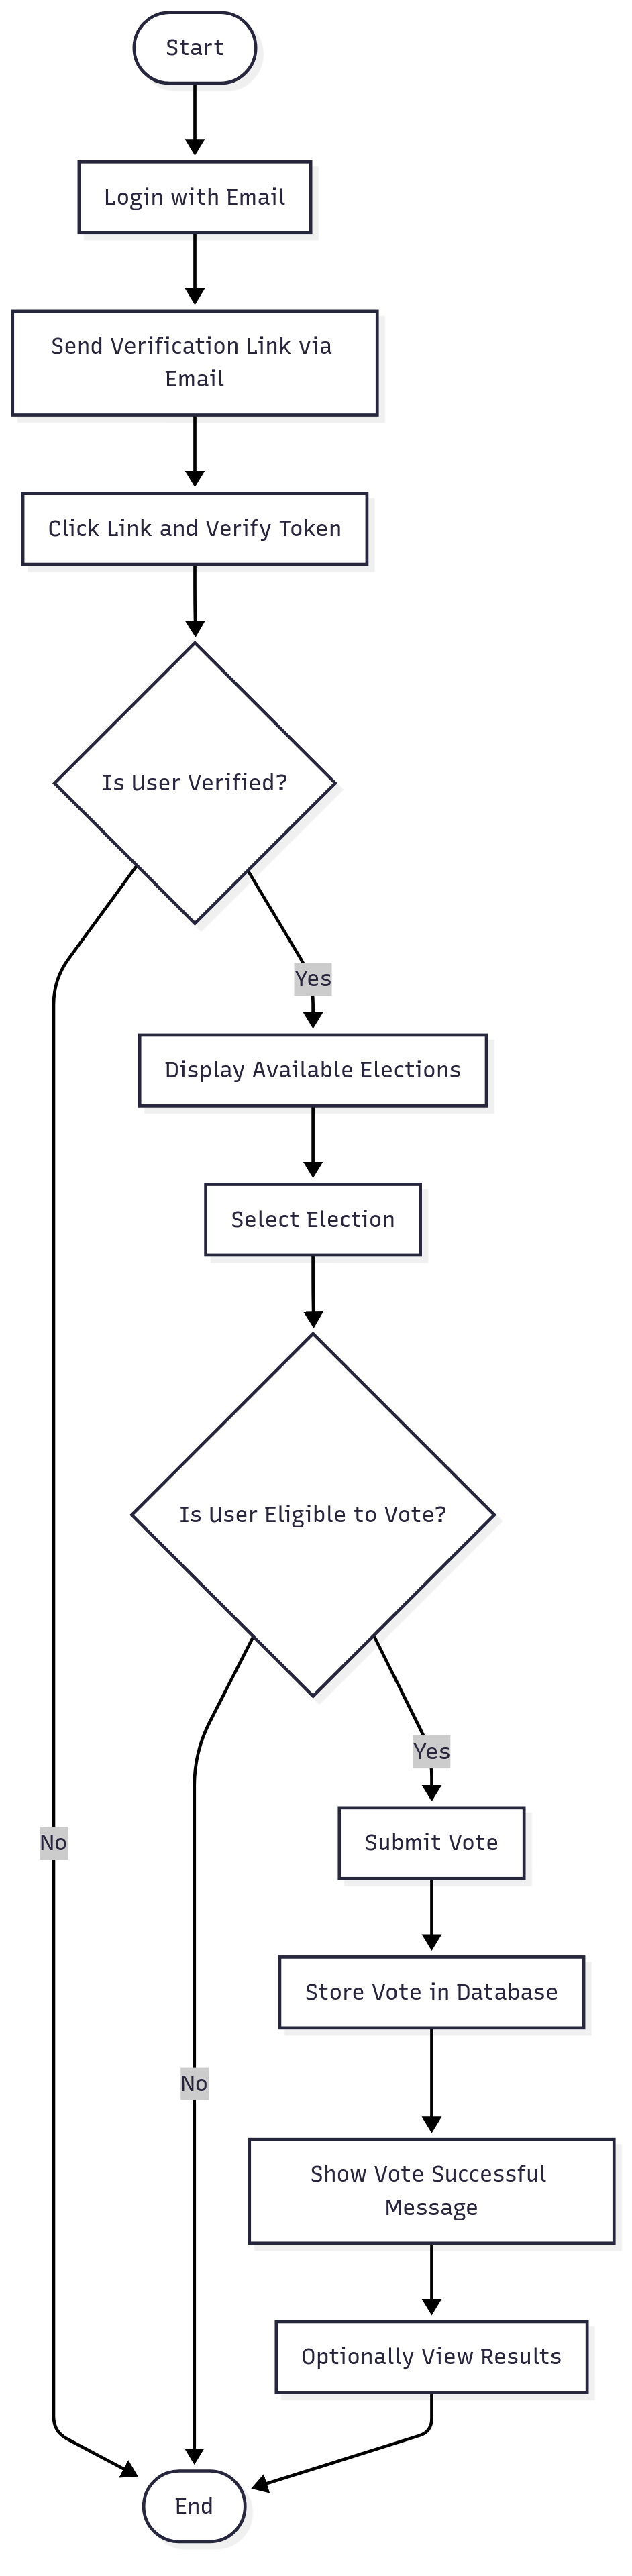 Start
Login with Email
Send Verification Link via
Email
Click Link and Verify Token
Is User Verified?
Yes
Display Available Elections
Select Election
Is User Eligible to Vote?
Yes
Submit Vote
No
Store Vote in Database
No
Show Vote Successful
Message
Optionally View Results
End